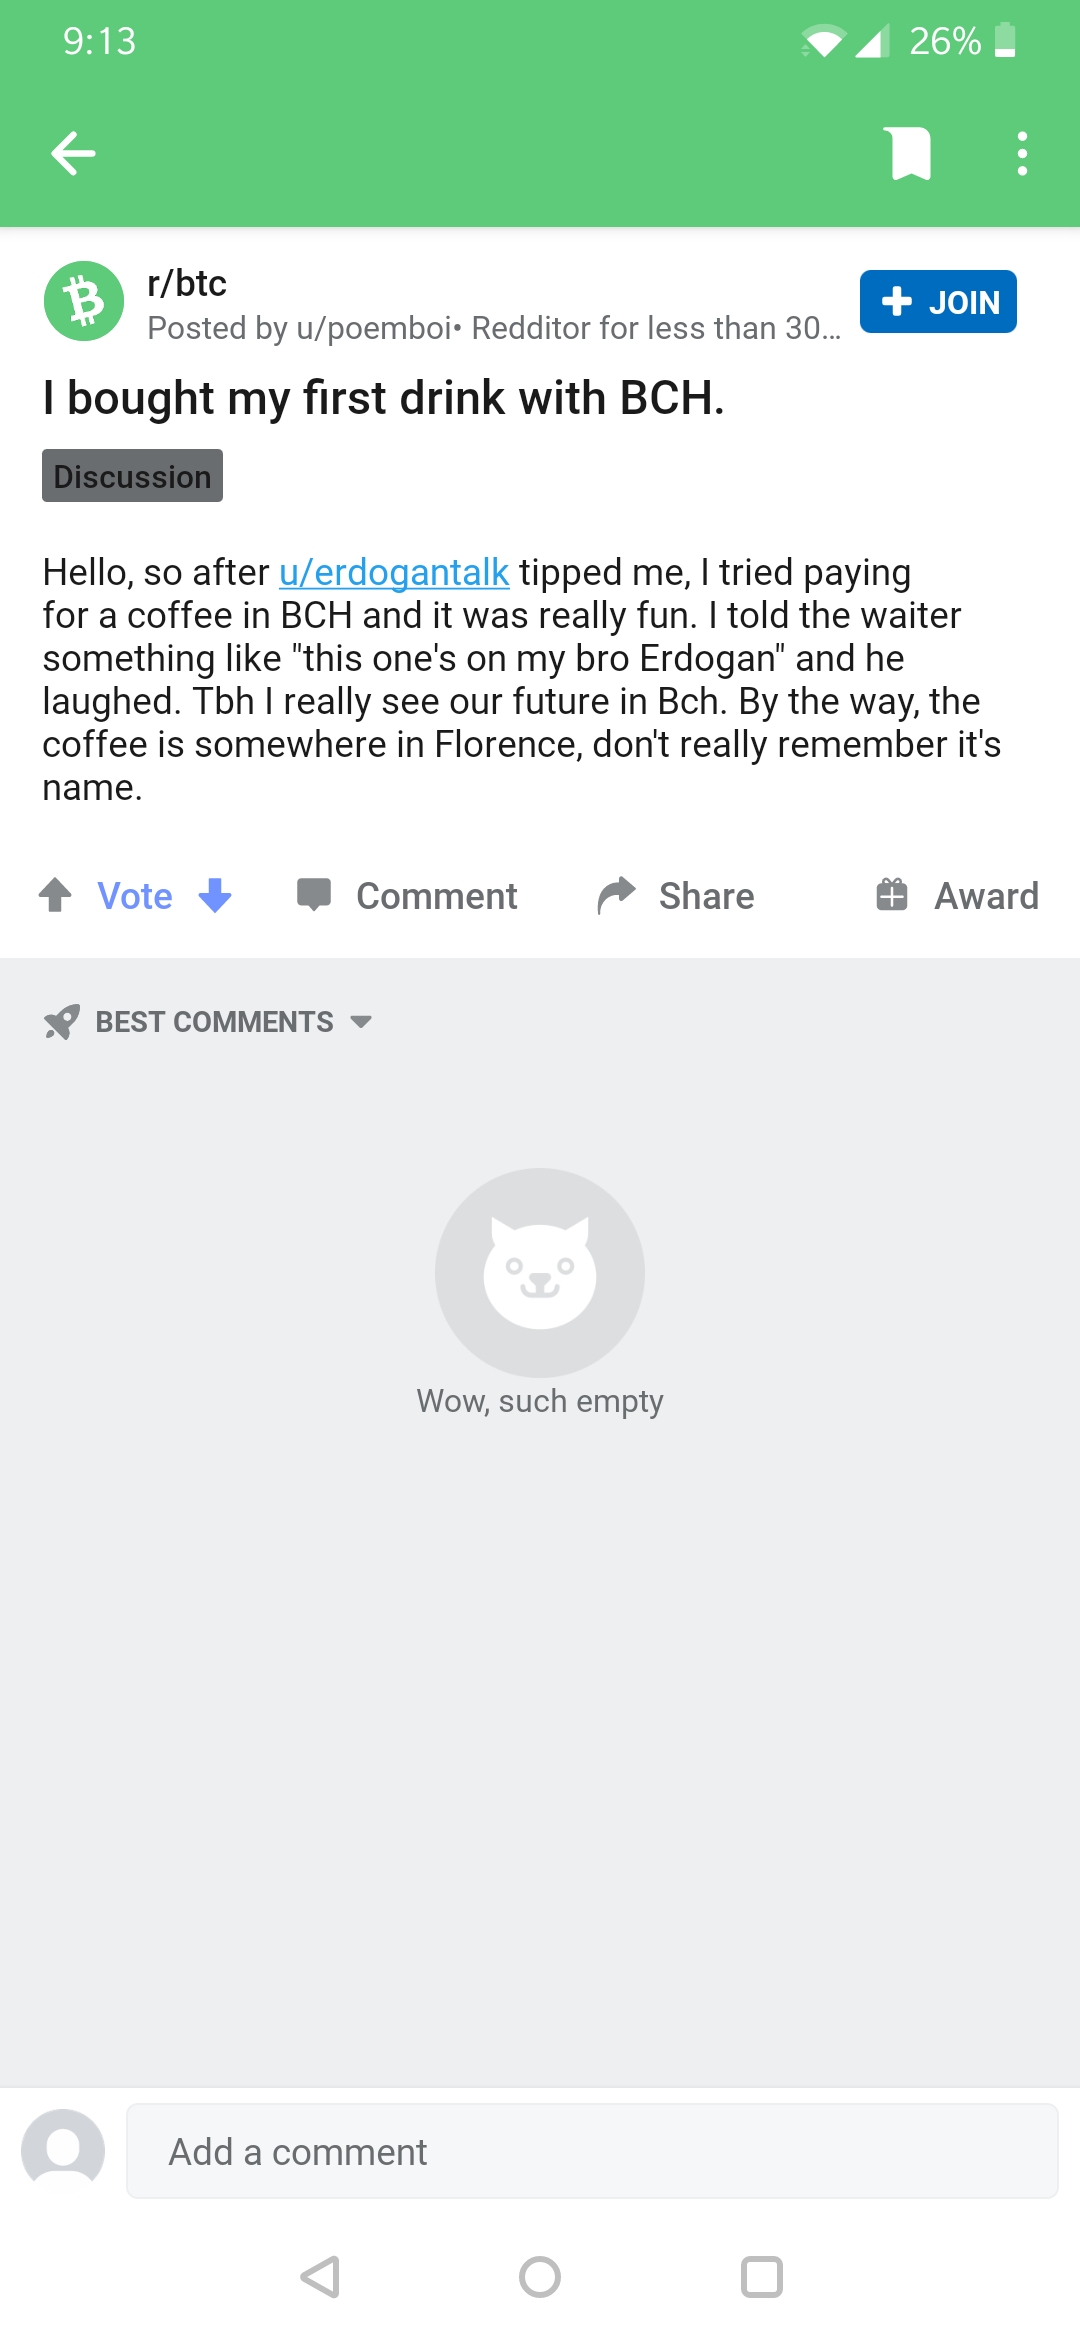 9:13
26%
r/btc
Posted by u/poemboi• Redditor for less than 30...
JOIN
I bought my first drink with BCH.
Discussion
Hello, so after u/erdogantalk tipped me, I tried paying
for a coffee in BCH and it was really fun. I told the waiter
something like "this one's on my bro Erdogan" and he
laughed. Tbh I really see our future in Bch. By the way, the
coffee is somewhere in Florence, don't really remember it's
name.
Vote
Comment
Share
Award
BEST COMMENTS
Wow, such empty
Add a comment